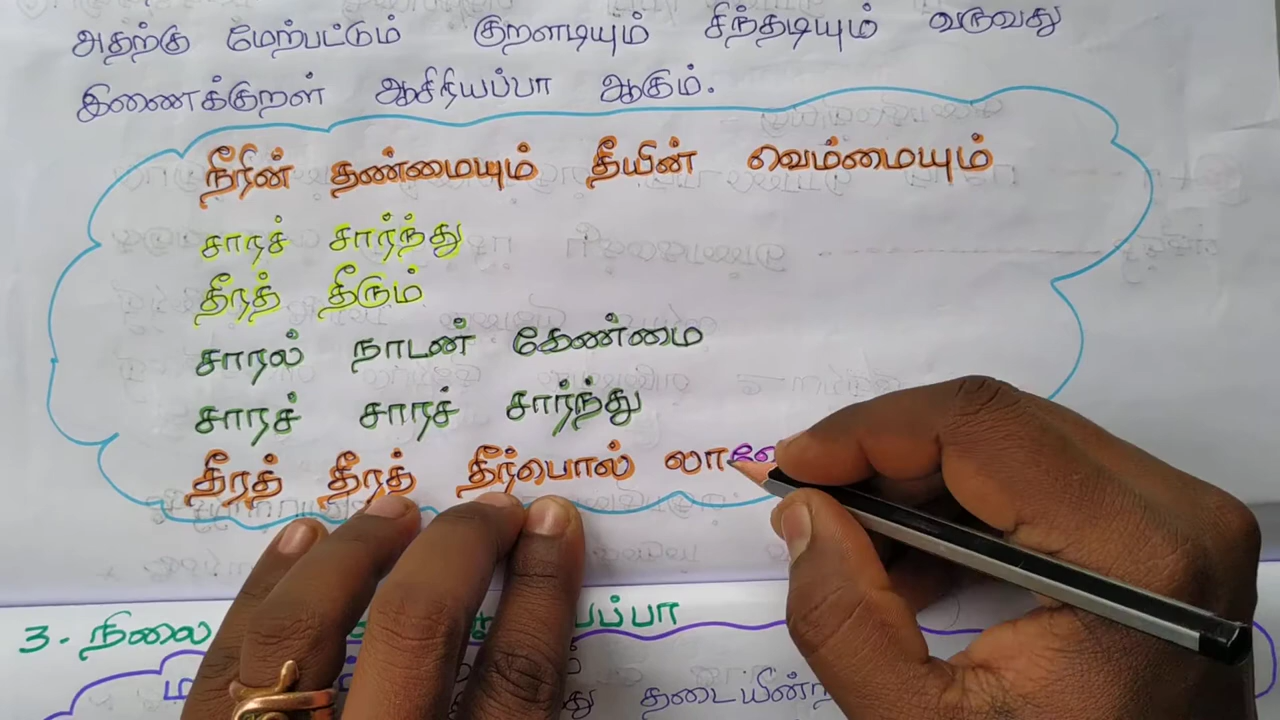 அதற்கு மேற்பட்டும் குறளடியும் சிந்தடியும் வருவது
இணைக்குறள் ஆசிரியப்பா ஆகும்.
நீரின் தண்மையும் தீயின் வெம்மையும்
சாரச் சார்ந்து
தீரத் தீரும்
சாரல் நாடன் கேண்மை
சாரச் சாரச் சார்ந்து
தீரத் தீரத் தீர்பொல்
3. நிலை
தடையின்